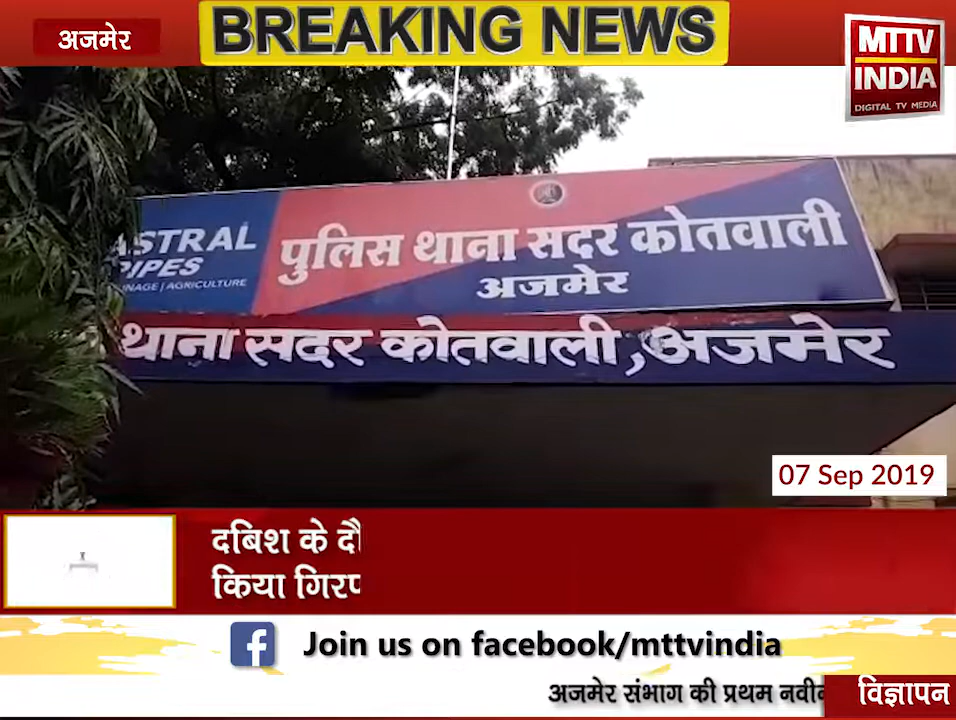 अजमेर
BREAKING NEWS
MTTV
INDIA
DIGITAL TV MEDIA
ASTRAL
PIPES
पुलिस थाना सदर कोतवाली
अजमेर
AGRICULTURE
थाना सदर कोतवाली, अजमेर
07 Sep 2019
दबिश के
किया
Join us on facebook/mttvindia
अजमेर संभाग की प्रथम
विज्ञापन